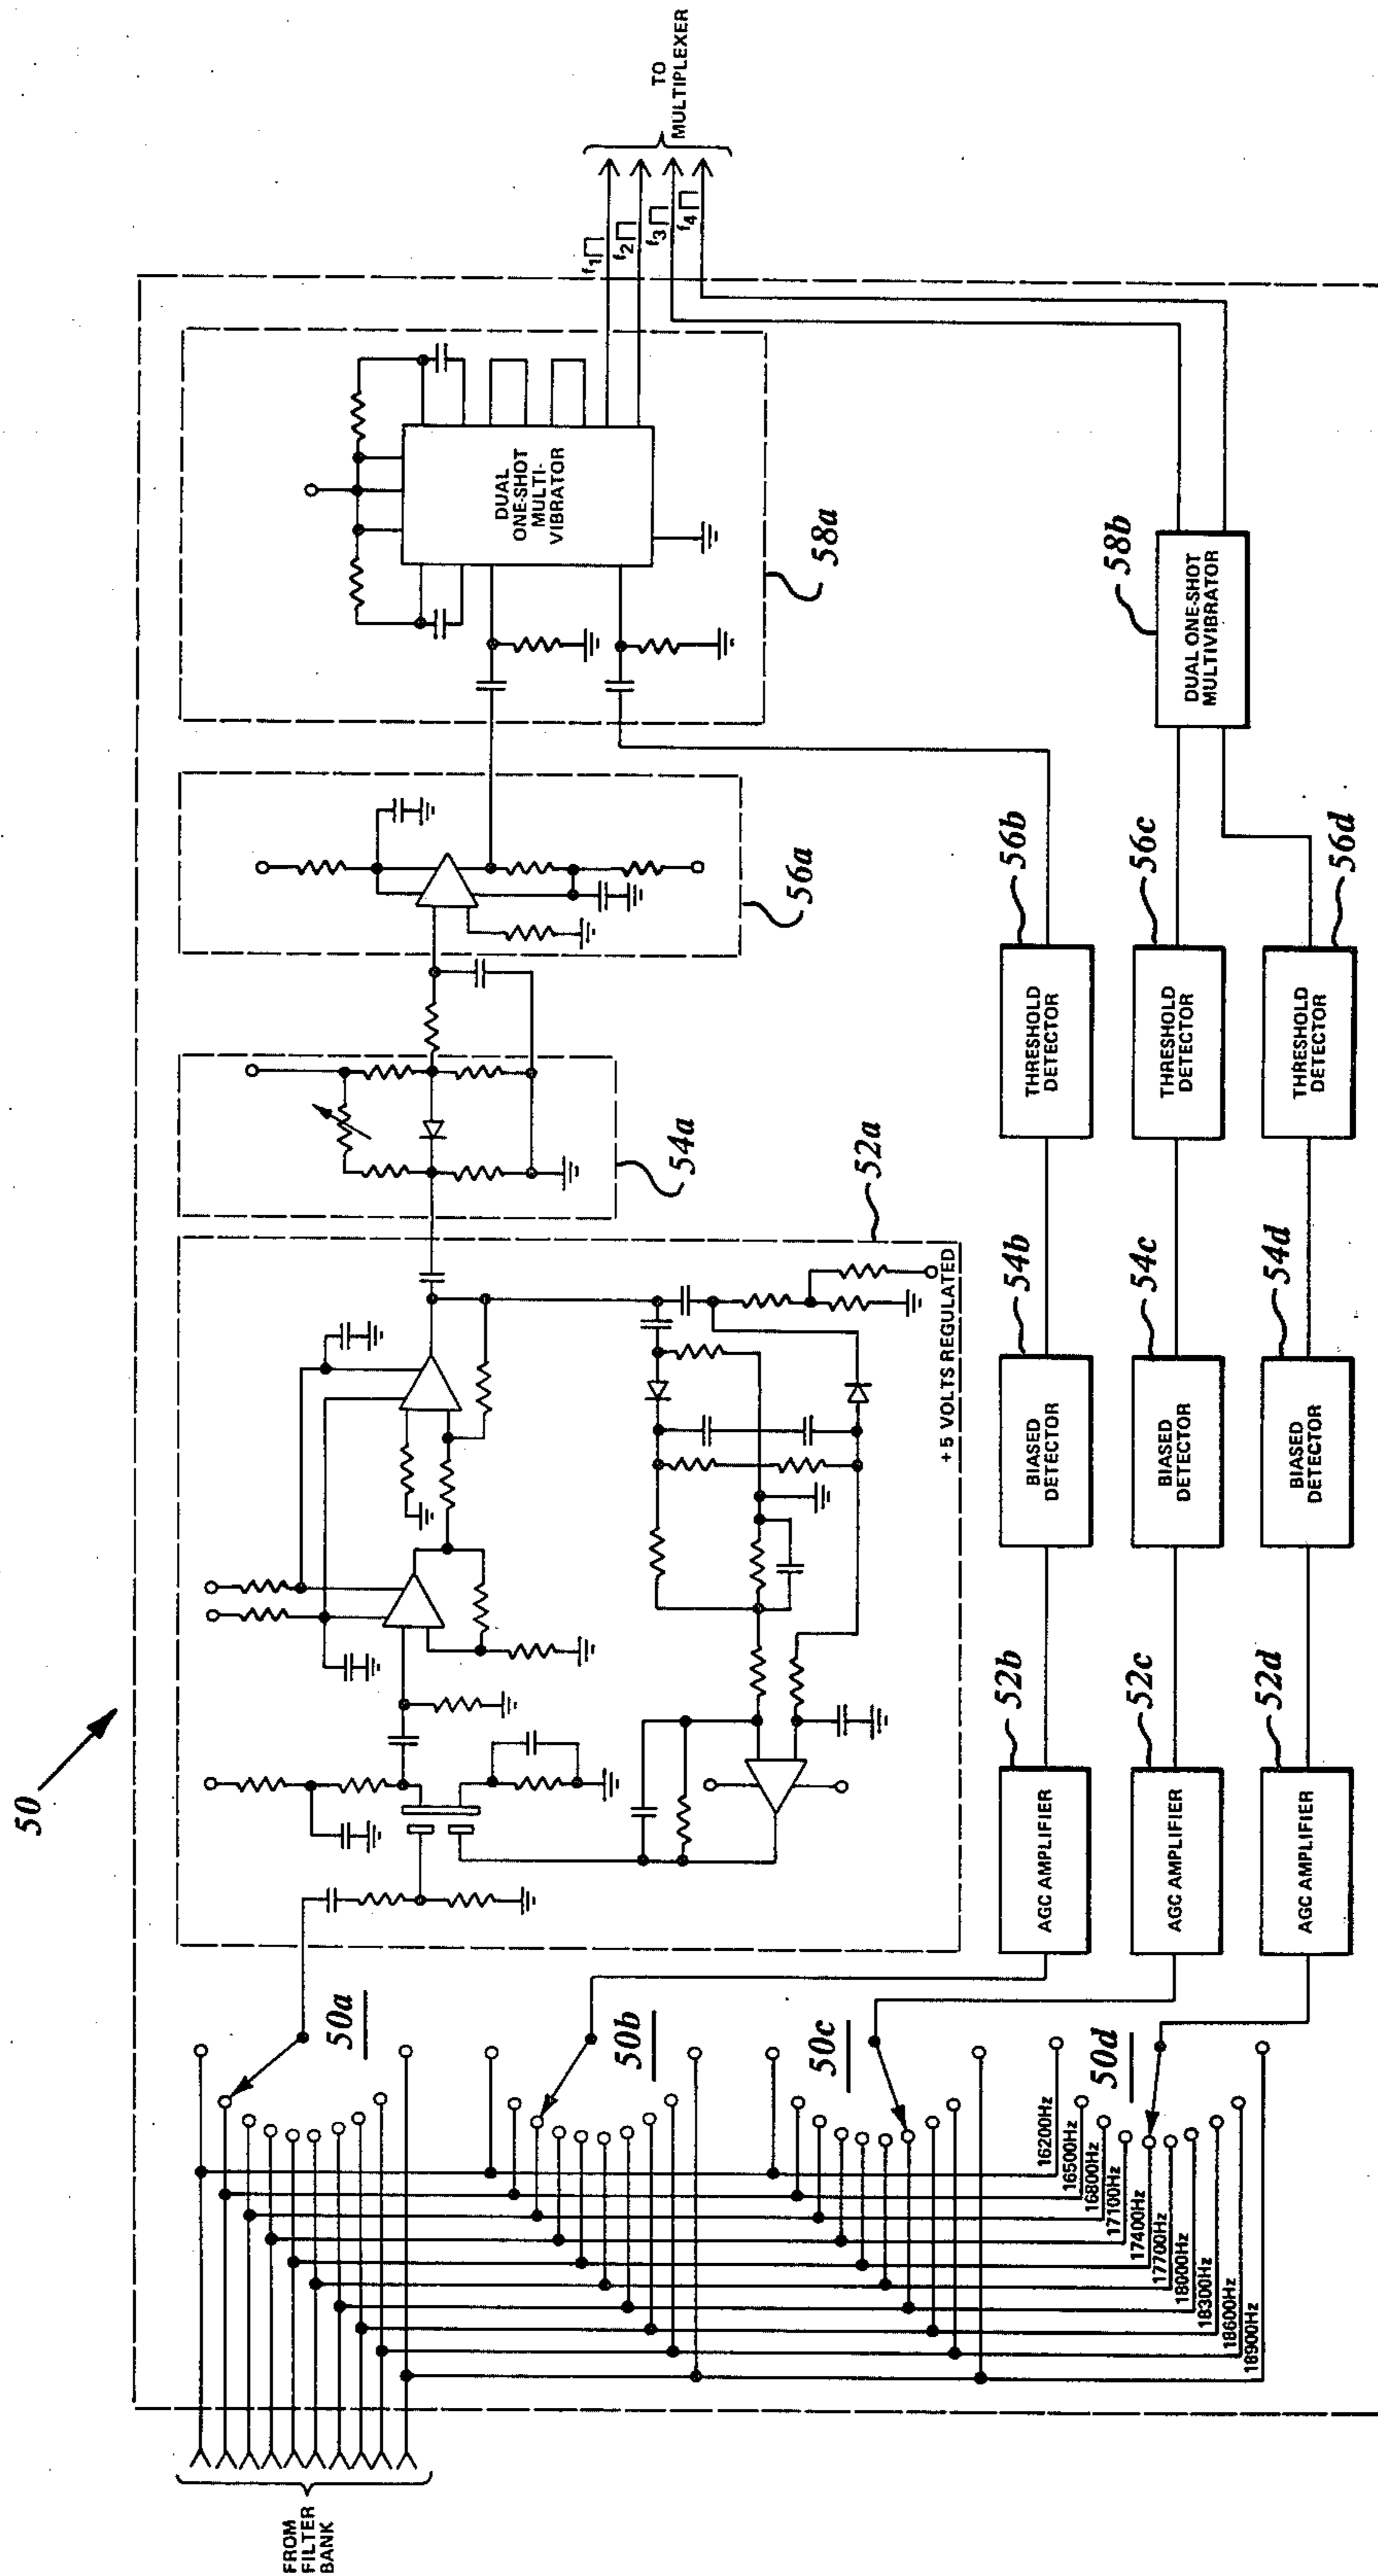 50
FROM
FILTER
BANK
50a
50b
50c
50d
16200Hz
16500Hz
16800Hz
17100Hz
17400Hz
17700Hz
18000Hz
18300Hz
18600Hz
18900Hz
52a
+5 VOLTS REGULATED
54a
56a
DUAL
ONE-SHOT
MULTI-
VIBRATOR
58a
f1
f2
f3
f4
TO
MULTIPLEXER
AGC AMPLIFIER
52b
BIASED
DETECTOR
54b
THRESHOLD
DETECTOR
56b
AGC AMPLIFIER
52c
BIASED
DETECTOR
54c
THRESHOLD
DETECTOR
56c
DUAL ONE-SHOT
MULTIVIBRATOR
58b
AGC AMPLIFIER
52d
BIASED
DETECTOR
54d
THRESHOLD
DETECTOR
56d